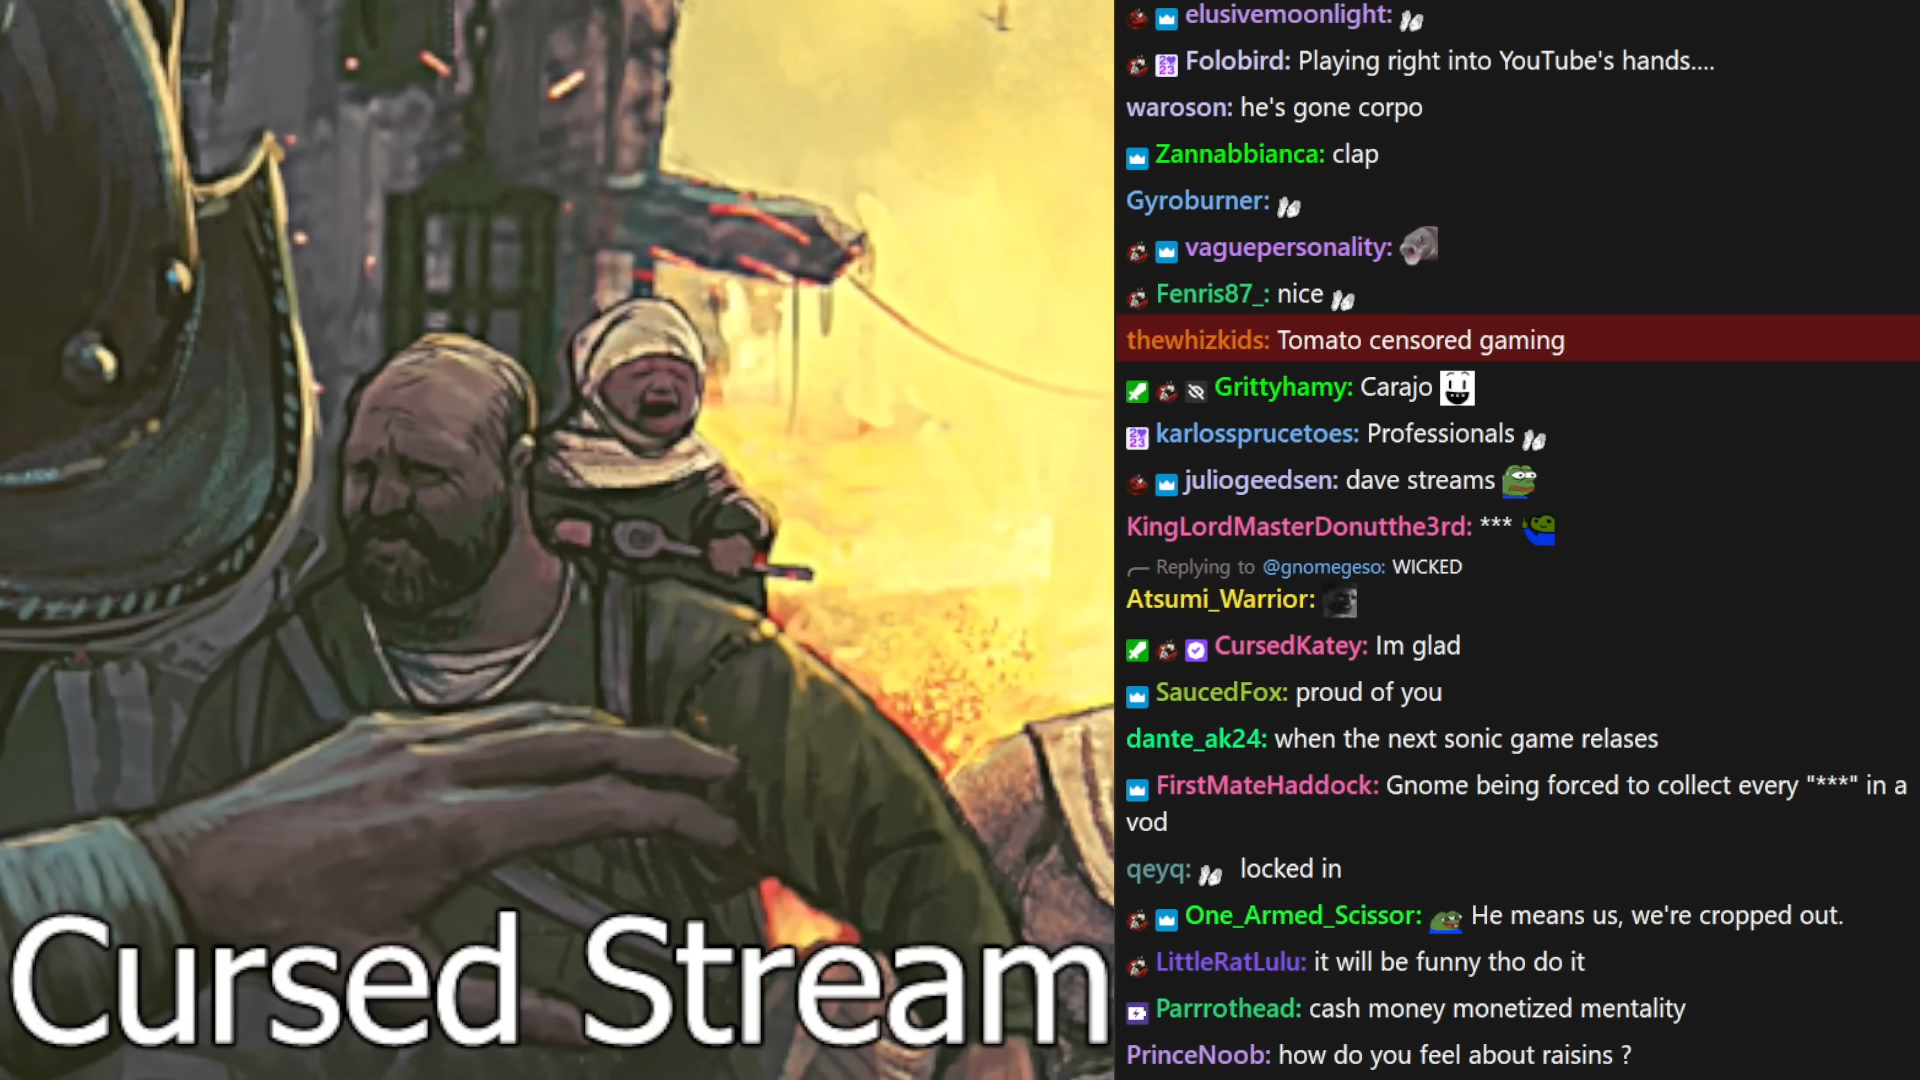 elusivemoonlight:
Folobird: Playing right into YouTube's hands....
waroson: he's gone corpo
Zannabbianca: clap
Gyroburner:
vaguepersonality:
Fenris87_: nice
thewhizkids: Tomato censored gaming
Grittyhamy: Carajo
karlossprucetoes: Professionals
juliogeedsen: dave streams
KingLordMasterDonutthe3rd: ***
Replying to @gnomegeso: WICKED
Atsumi_Warrior:
CursedKatey: Im glad
SaucedFox: proud of you
dante_ak24: when the next sonic game relases
FirstMateHaddock: Gnome being forced to collect every "***" in a
vod
qeyq: locked in
One_Armed_Scissor: He means us, we're cropped out.
LittleRatLulu: it will be funny tho do it
Parrrothead: cash money monetized mentality
PrinceNoob: how do you feel about raisins ?
Cursed Stream